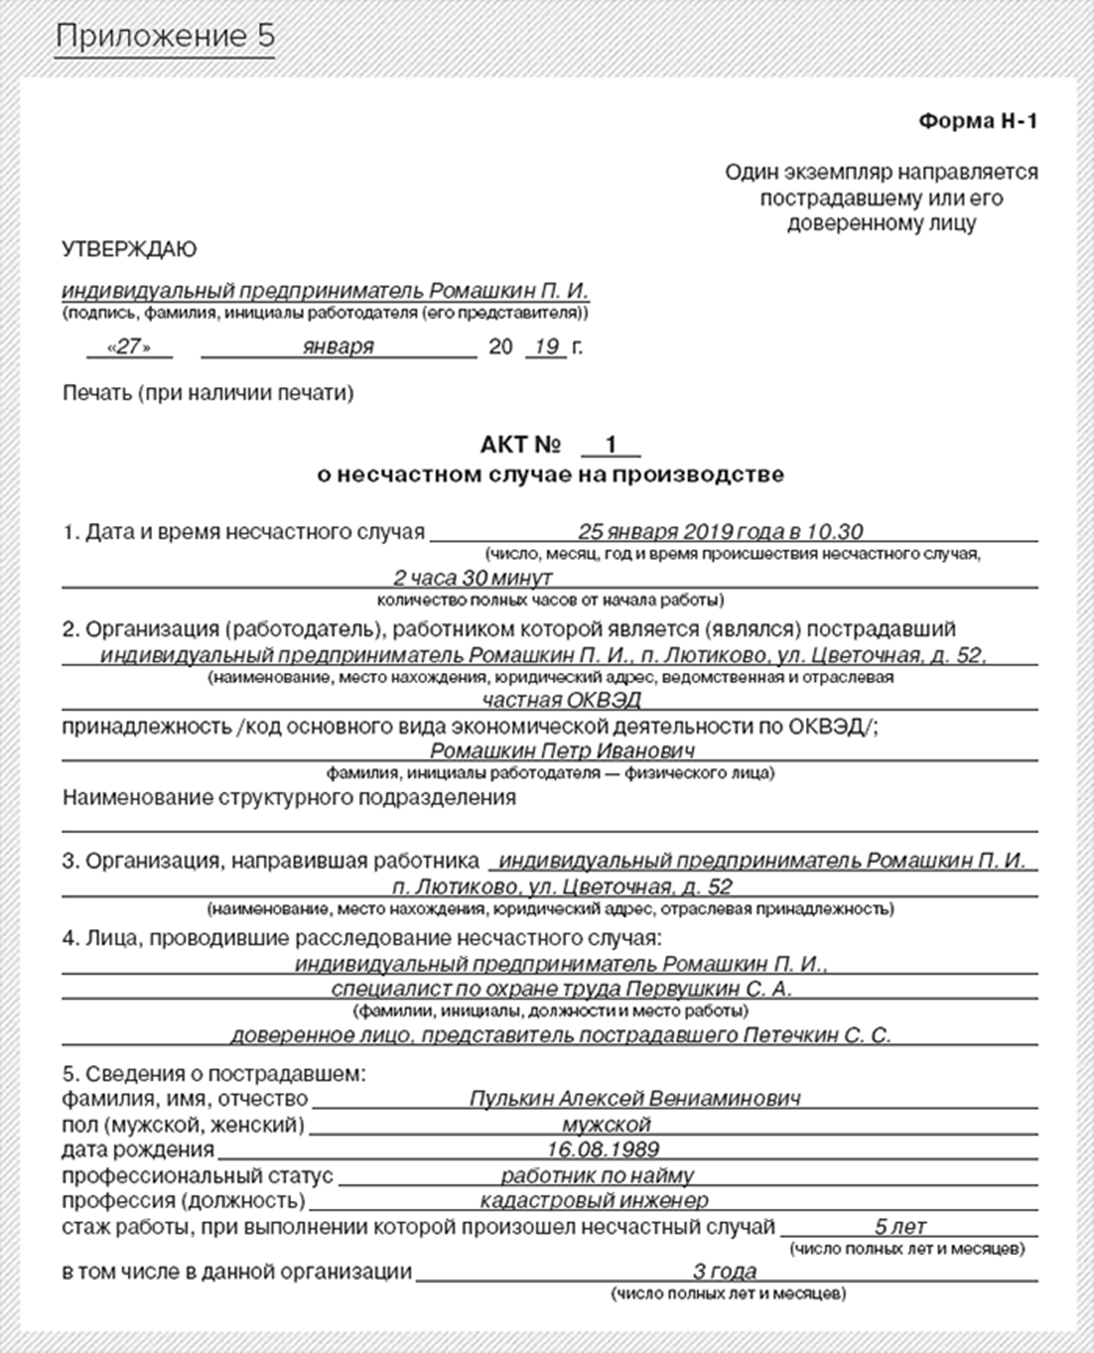 Приложение 5
Форма Н-1
Один экземпляр направляется
пострадавшему или его
доверенному лицу
УТВЕРЖДАЮ
индивидуальный предприниматель Ромашкин П. И.
(подпись, фамилия, инициалы работодателя (его представителя))
«27» января 20 19 г.
Печать (при наличии печати)
АКТ № 1
о несчастном случае на производстве
1. Дата и время несчастного случая 25 января 2019 года в 10.30
(число, месяц, год и время происшествия несчастного случая,
2 часа 30 минут
количество полных часов от начала работы)
2. Организация (работодатель), работником которой является (являлся) пострадавший
индивидуальный предприниматель Ромашкин П. И., п. Лютиково, ул. Цветочная, д. 52,
(наименование, место нахождения, юридический адрес, ведомственная и отраслевая
частная ОКВЭД
принадлежность /код основного вида экономической деятельности по ОКВЭД/;
Ромашкин Петр Иванович
фамилия, инициалы работодателя — физического лица)
Наименование структурного подразделения
3. Организация, направившая работника индивидуальный предприниматель Ромашкин П. И.
п. Лютиково, ул. Цветочная, д. 52
(наименование, место нахождения, юридический адрес, отраслевая принадлежность)
4. Лица, проводившие расследование несчастного случая:
индивидуальный предприниматель Ромашкин П. И.,
специалист по охране труда Первушкин С. А.
(фамилии, инициалы, должности и место работы)
доверенное лицо, представитель пострадавшего Петечкин С. С.
5. Сведения о пострадавшем:
фамилия, имя, отчество Пулькин Алексей Вениаминович
пол (мужской, женский) мужской
дата рождения 16.08.1989
профессиональный статус работник по найму
профессия (должность) кадастровый инженер
стаж работы, при выполнении которой произошел несчастный случай 5 лет
(число полных лет и месяцев)
в том числе в данной организации 3 года
(число полных лет и месяцев)